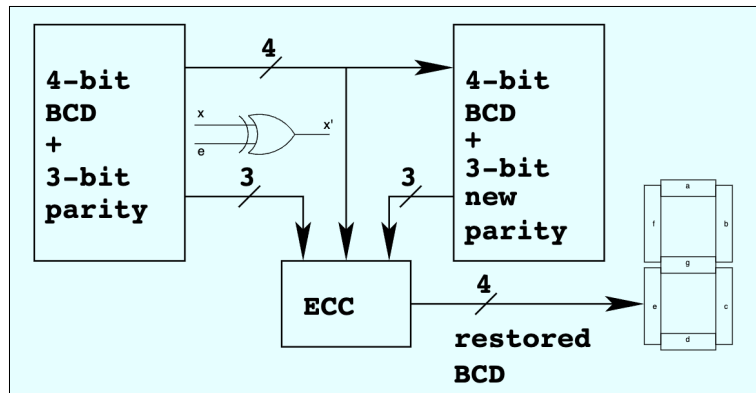 4-bit
BCD
+
3-bit
parity
4
x
e
x'
3
4-bit
BCD
+
3-bit
new
parity
3
ECC
4
restored
BCD
a
f
b
g
e
c
d